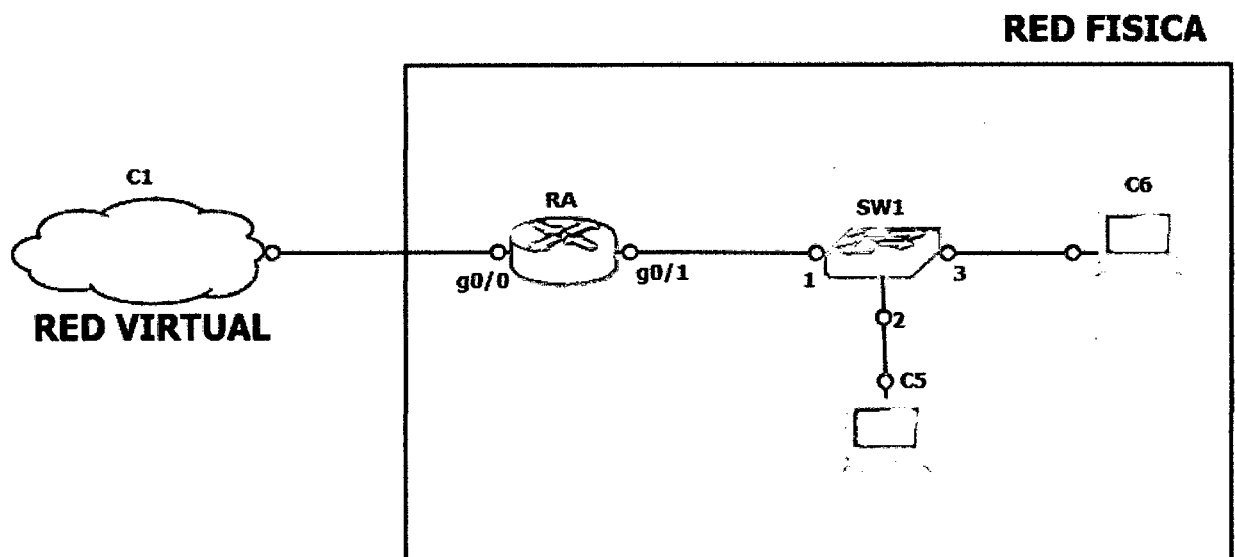 RED FISICA
C1
RA
SW1
C6
g0/0
g0/1
1
3
RED VIRTUAL
2
C5